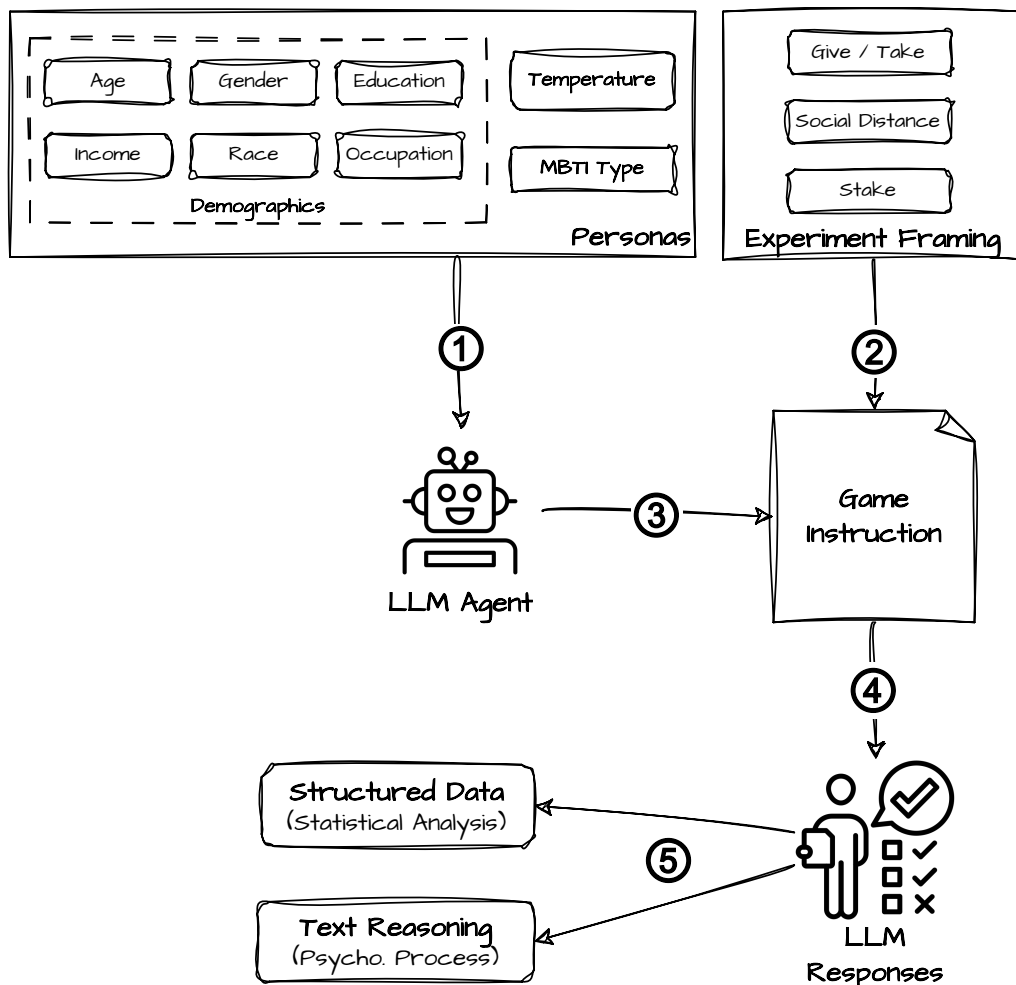 Age
Gender
Education
Income
Race
Occupation
Demographics
Temperature
MBTI Type
Personas
Give / Take
Social Distance
Stake
Experiment Framing
1
2
LLM Agent
3
Game
Instruction
4
LLM
Responses
5
Structured Data
(Statistical Analysis)
Text Reasoning
(Psycho. Process)